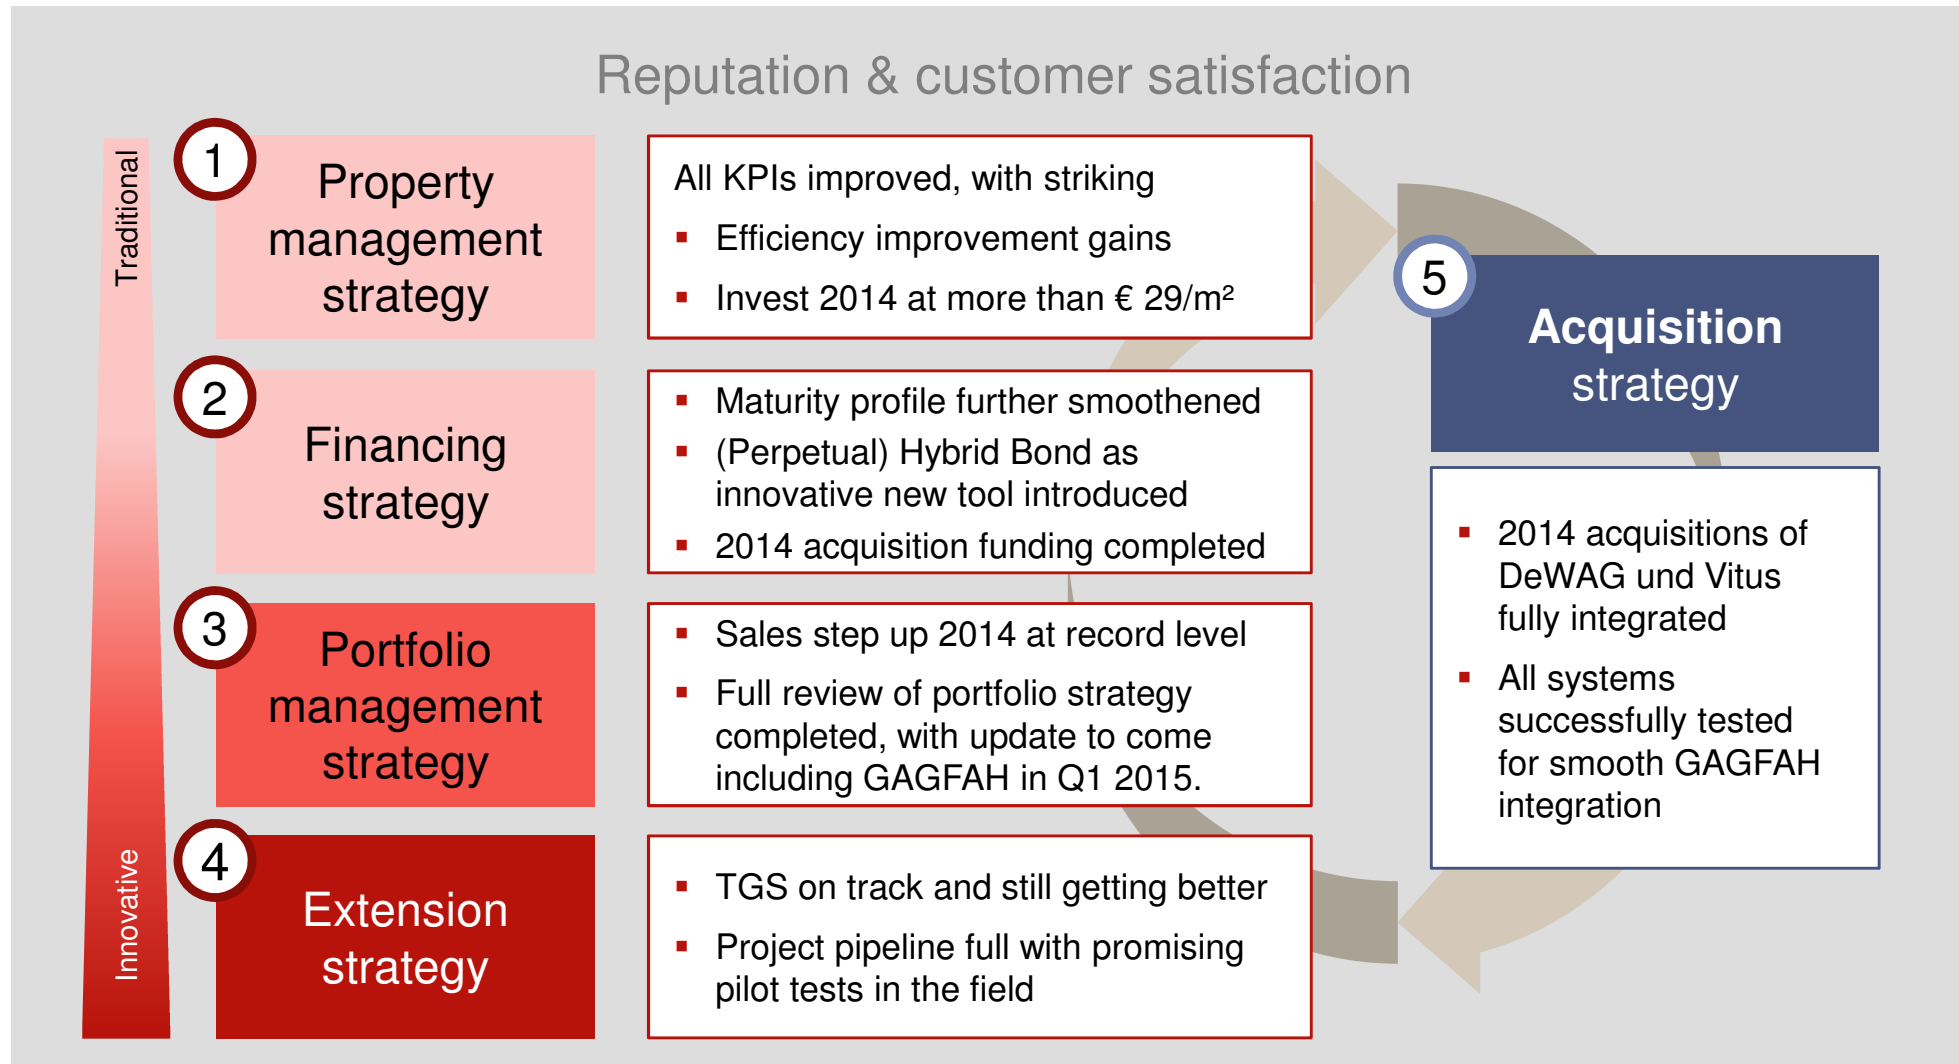 Reputation & customer satisfaction
Traditional
Innovative
1
Property
management
strategy
All KPIs improved, with striking
▪ Efficiency improvement gains
▪ Invest 2014 at more than € 29/m²
2
Financing
strategy
▪ Maturity profile further smoothened
▪ (Perpetual) Hybrid Bond as
innovative new tool introduced
▪ 2014 acquisition funding completed
3
Portfolio
management
strategy
▪ Sales step up 2014 at record level
▪ Full review of portfolio strategy
completed, with update to come
including GAGFAH in Q1 2015.
4
Extension
strategy
▪ TGS on track and still getting better
▪ Project pipeline full with promising
pilot tests in the field
5
Acquisition
strategy
▪ 2014 acquisitions of
DeWAG und Vitus
fully integrated
▪ All systems
successfully tested
for smooth GAGFAH
integration